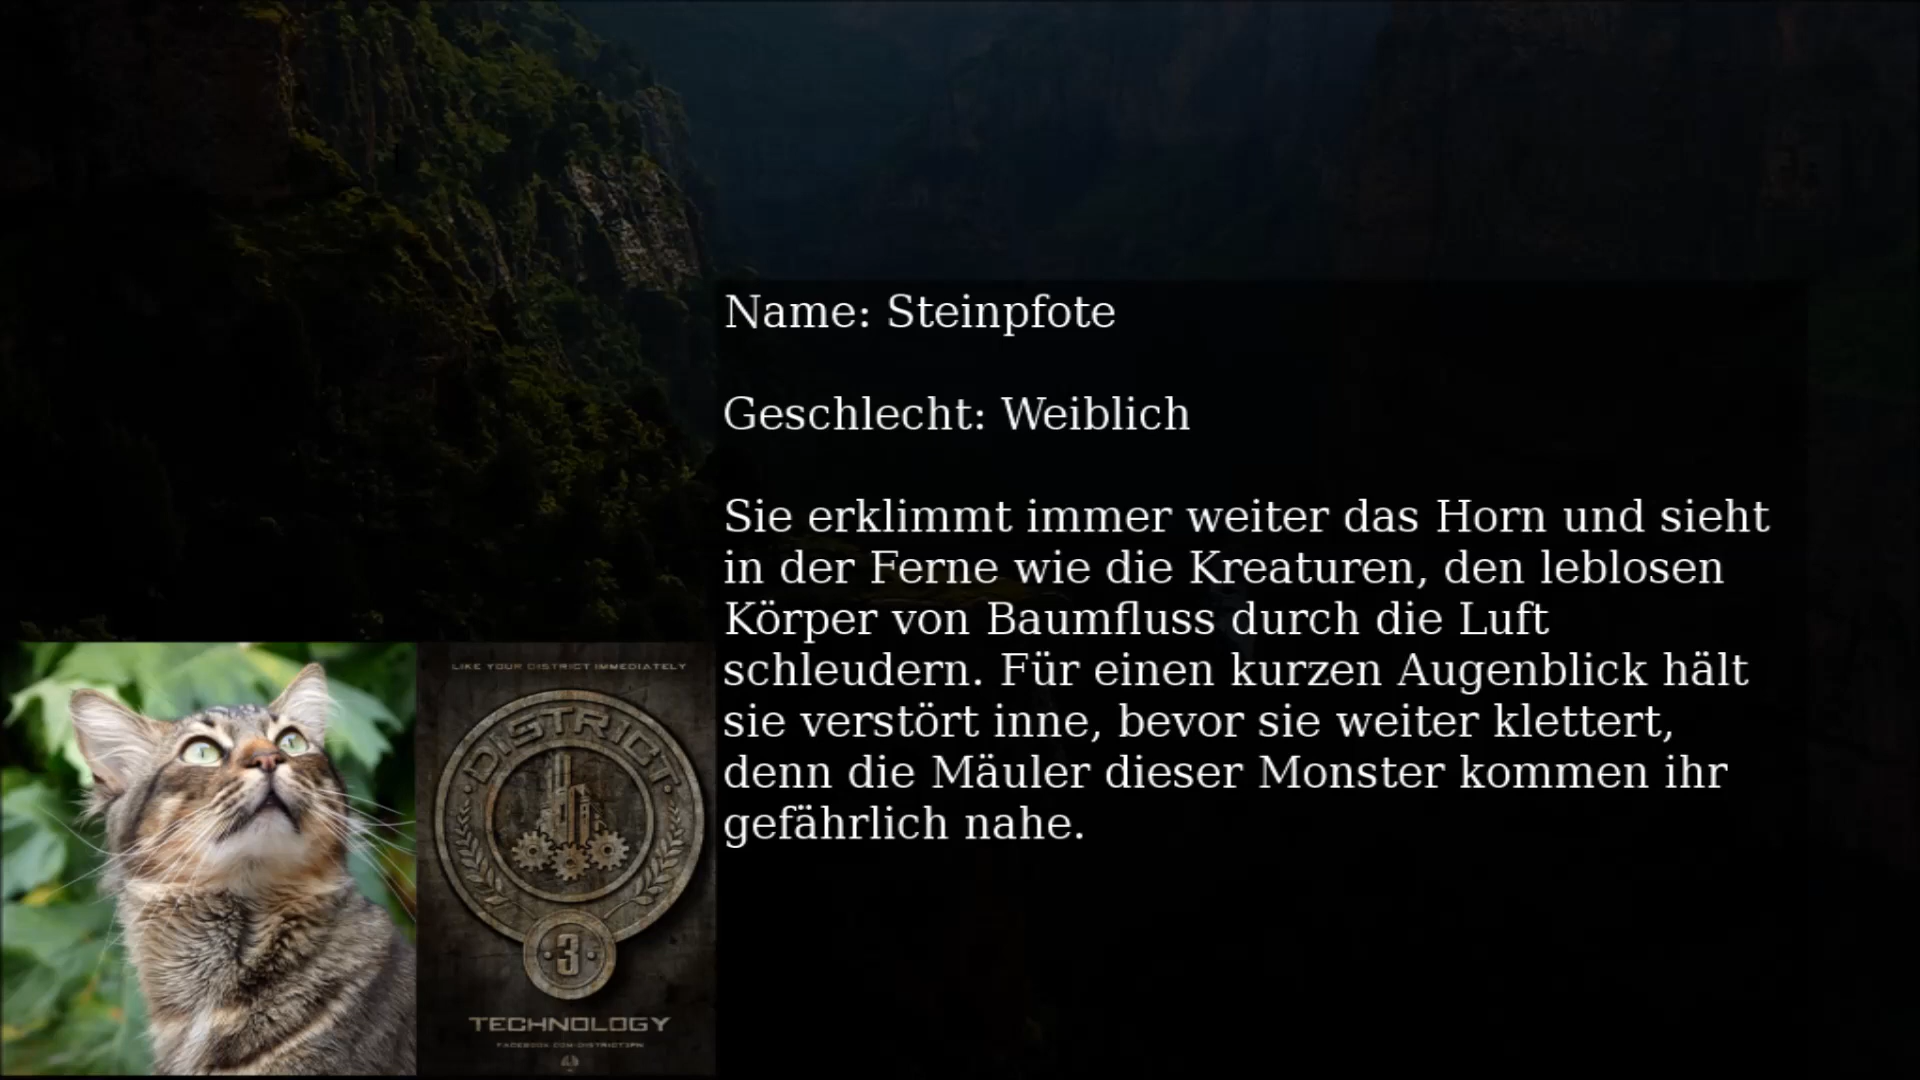 Name: Steinpfote
Geschlecht: Weiblich
Sie erklimmt immer weiter das Horn und sieht
in der Ferne wie die Kreaturen, den leblosen
Körper von Baumfluss durch die Luft
schleudern. Für einen kurzen Augenblick hält
sie verstört inne, bevor sie weiter klettert,
denn die Mäuler dieser Monster kommen ihr
gefährlich nahe.
LIKE YOUR DISTRICT IMMEDIATELY
DISTRICT
3
TECHNOLOGY